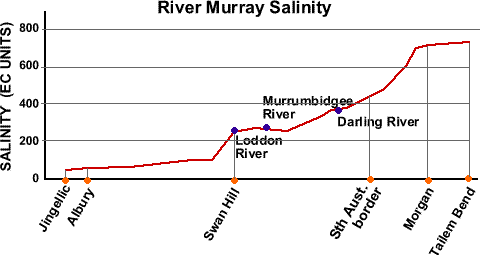 River Murray Salinity
SALINITY (EC UNITS)
800
600
400
200
0
Murrumbidgee
River
Darling River
Loddon
River
Jingellic
Albury
Swan Hill
Sth Aust.
border
Morgan
Tailem Bend